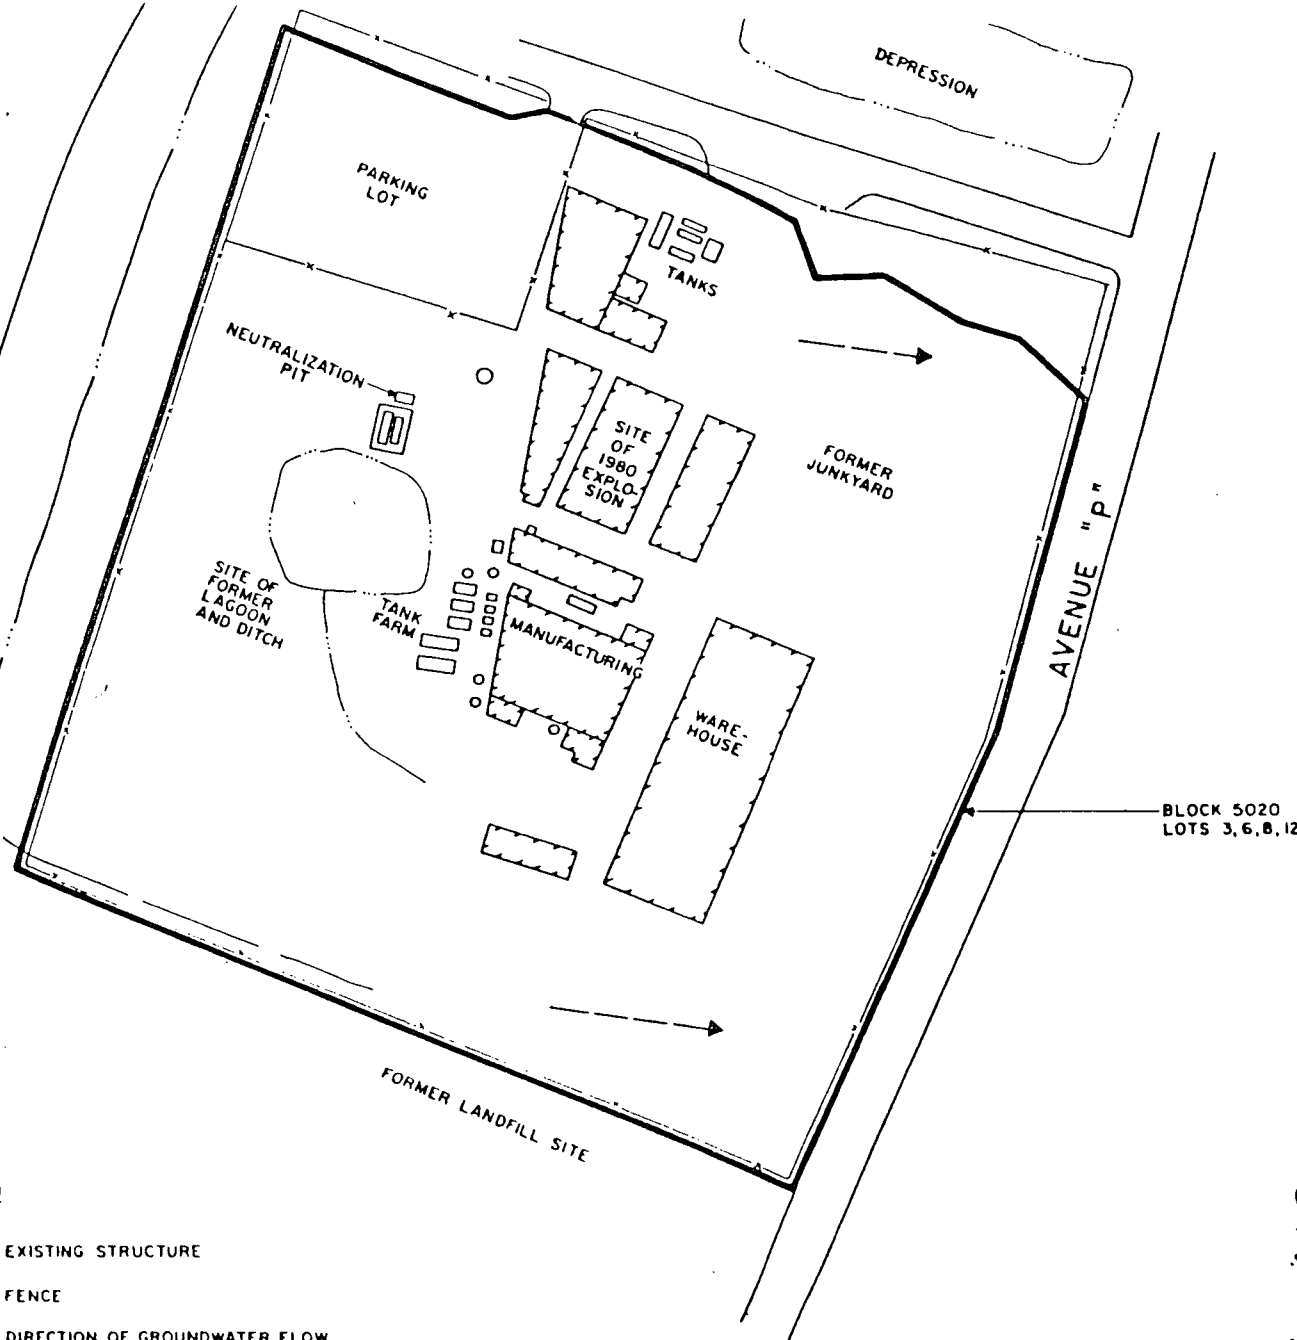 DEPRESSION
PARKING
LOT
TANKS
NEUTRALIZATION
PIT
SITE
OF
1980
EXPLO-
SION
FORMER
JUNKYARD
AVENUE "P"
SITE OF
FORMER
LAGOON
AND DITCH
TANK
FARM
MANUFACTURING
WARE-
HOUSE
BLOCK 5020
LOTS 3,6,8,12
FORMER LANDFILL SITE
EXISTING STRUCTURE
FENCE
DIRECTION OF GROUNDWATER FLOW